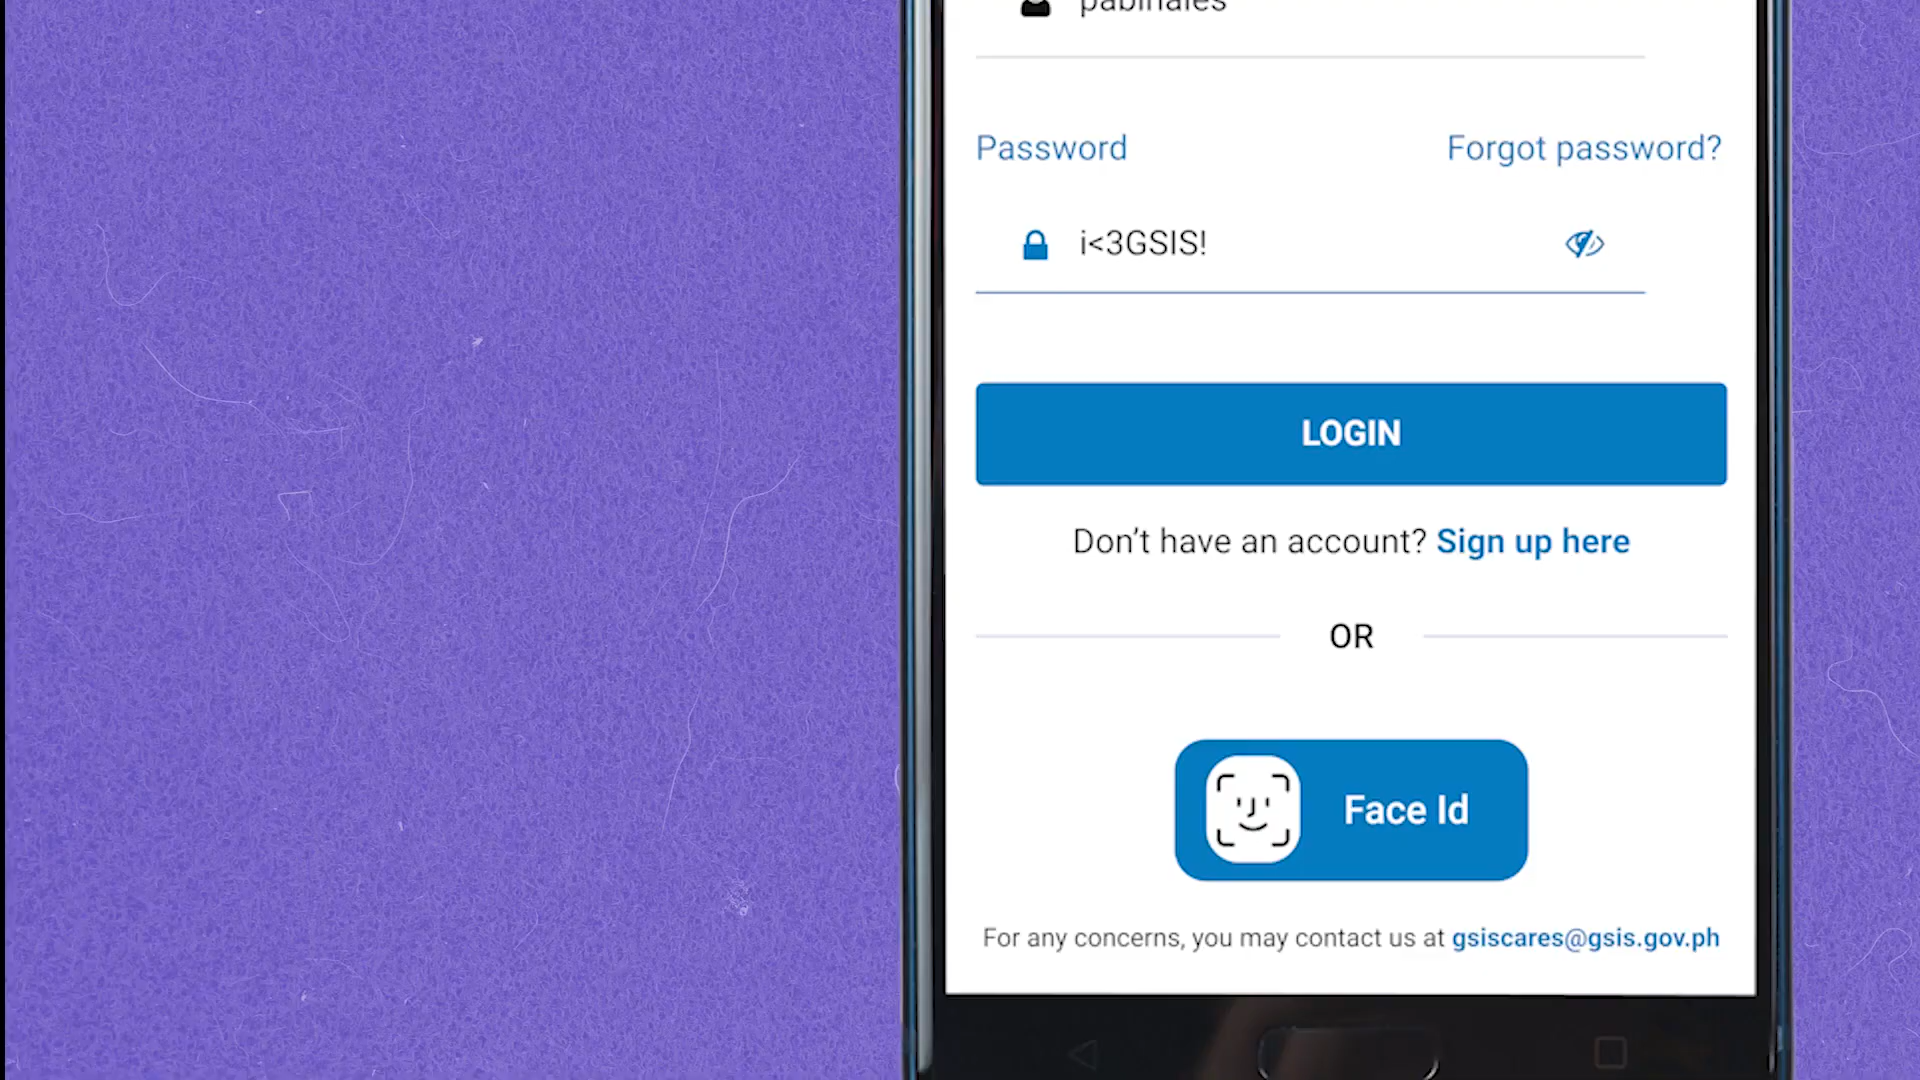 pabinales
Password
Forgot password?
i<3GSIS!
LOGIN
Don't have an account? Sign up here
OR
Face Id
For any concerns, you may contact us at gsiscares@gsis.gov.ph